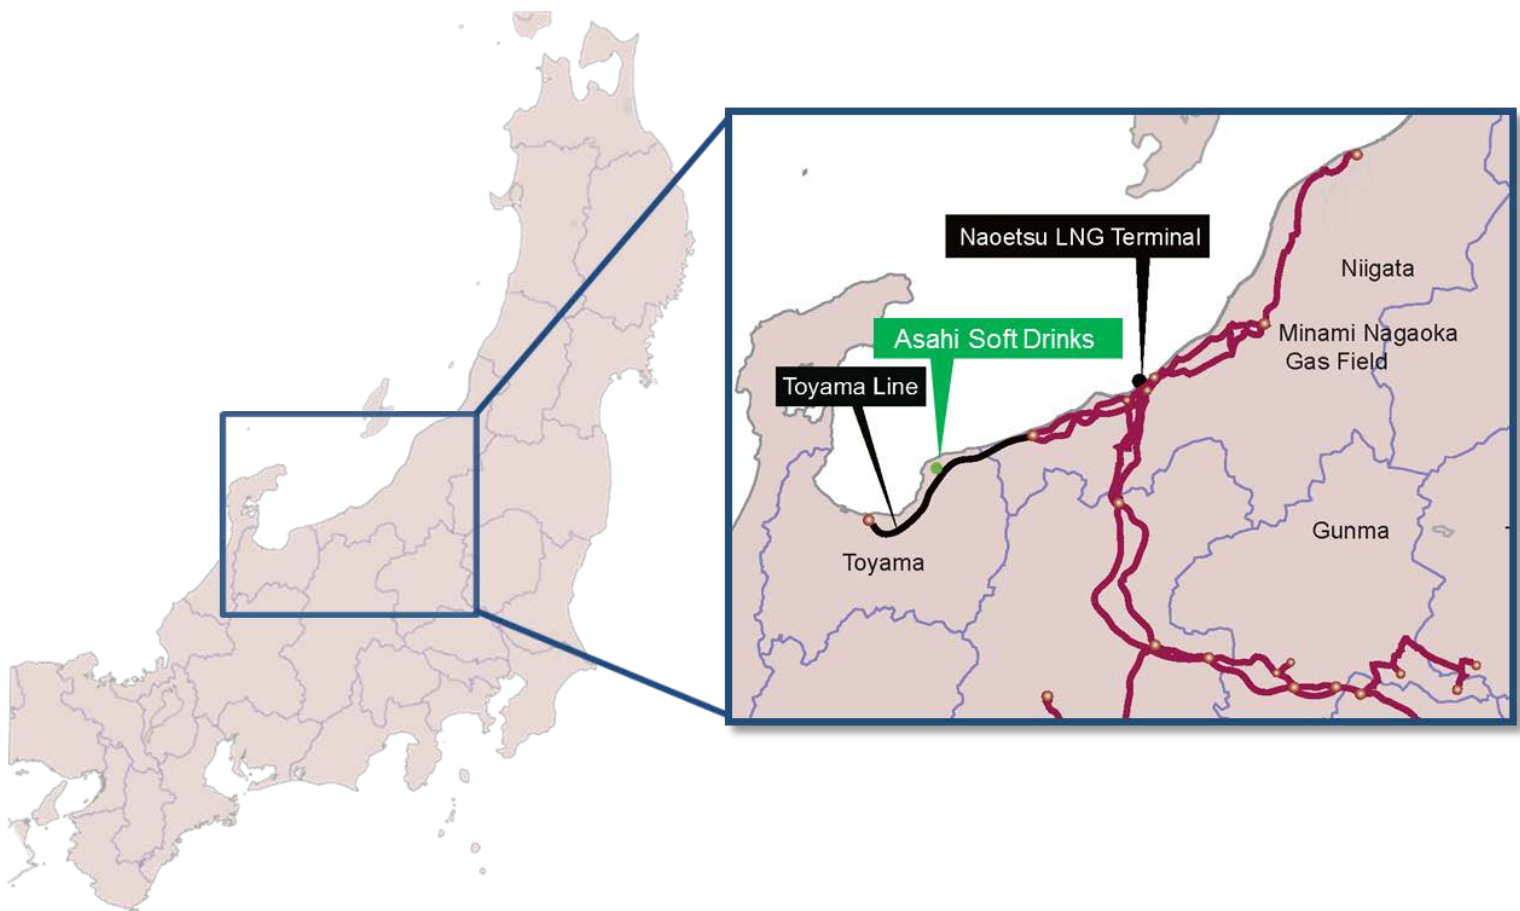 Naoetsu LNG Terminal
Niigata
Asahi Soft Drinks
Minami Nagaoka
Gas Field
Toyama Line
Gunma
Toyama